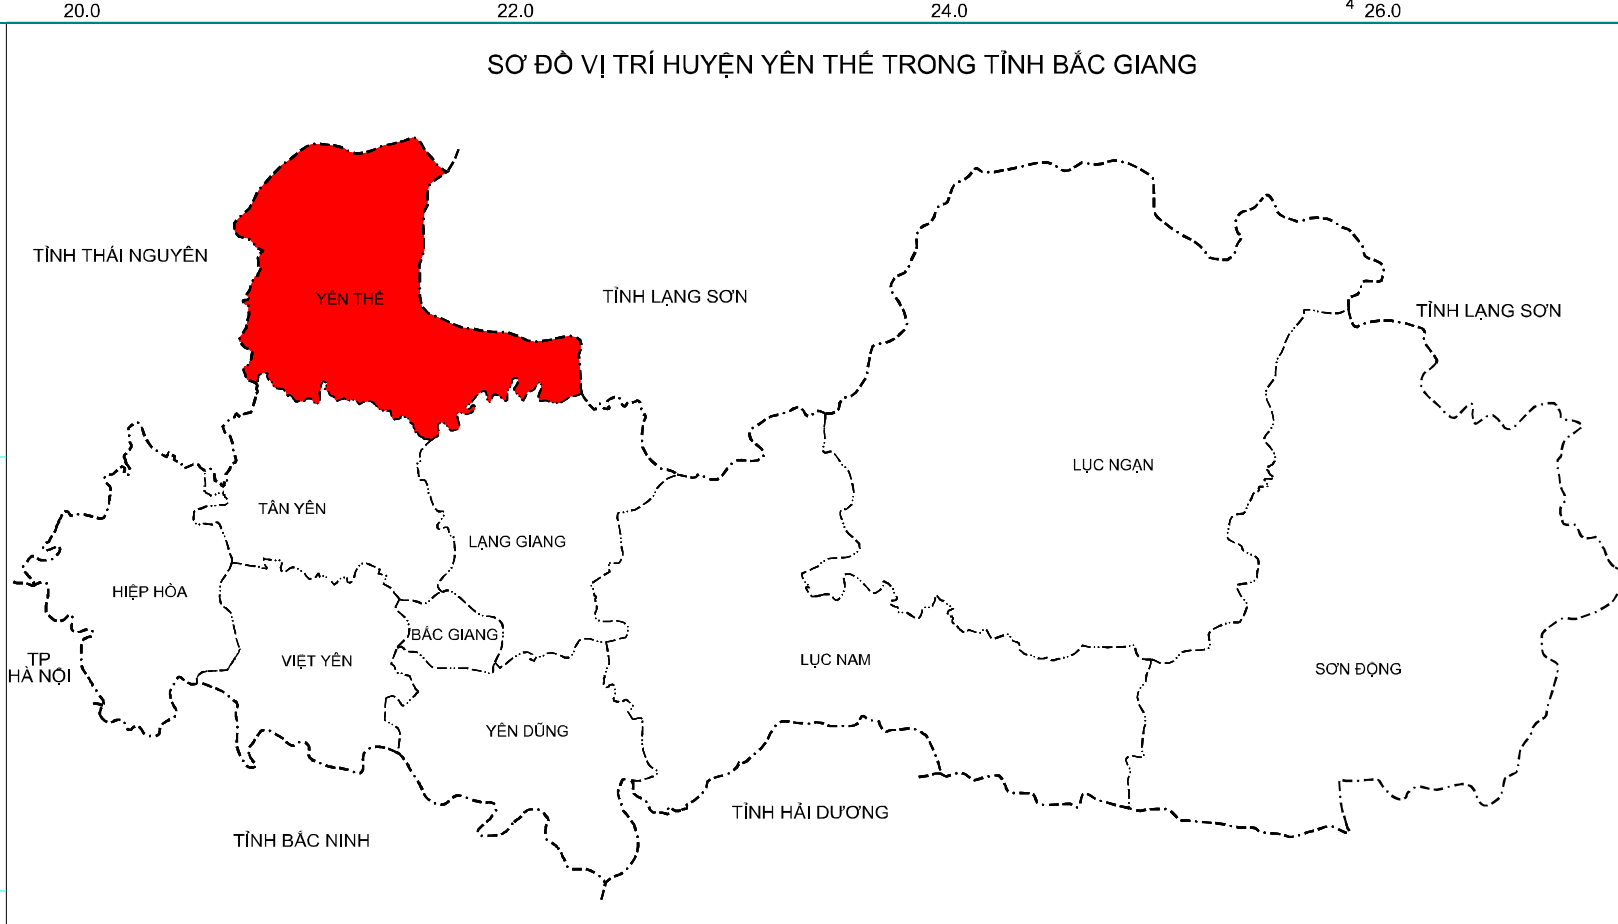 20.0 22.0 24.0 4 26.0
SƠ ĐỒ VỊ TRÍ HUYỆN YÊN THẾ TRONG TỈNH BẮC GIANG
TỈNH THÁI NGUYÊN
YÊN THẾ
TỈNH LẠNG SƠN
TỈNH LẠNG SƠN
LỤC NGẠN
TÂN YÊN
LẠNG GIANG
HIỆP HÒA
BẮC GIANG
TP
HÀ NỘI
VIỆT YÊN
LỤC NAM
SƠN ĐỘNG
YÊN DŨNG
TỈNH HẢI DƯƠNG
TỈNH BẮC NINH